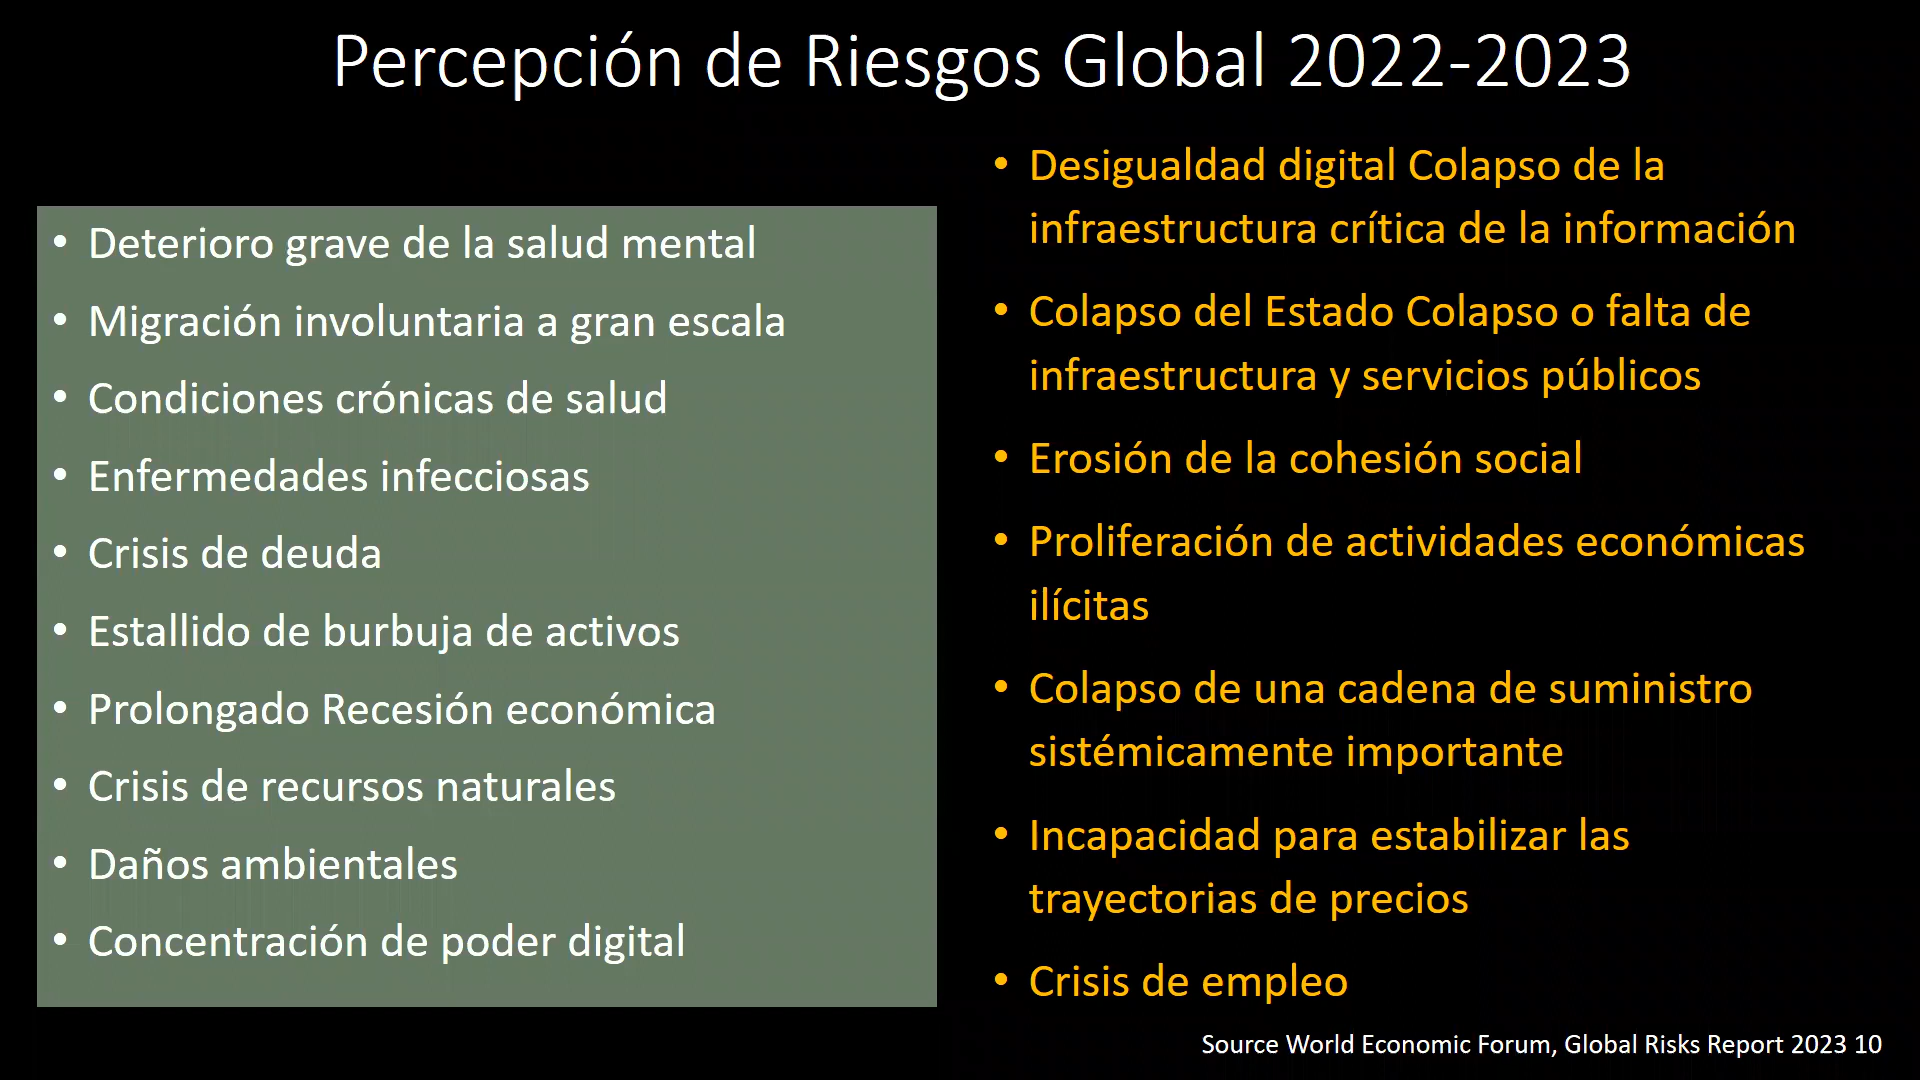 Percepción de Riesgos Global 2022-2023
• Deterioro grave de la salud mental
• Migración involuntaria a gran escala
• Condiciones crónicas de salud
• Enfermedades infecciosas
• Crisis de deuda
• Estallido de burbuja de activos
• Prolongado Recesión económica
• Crisis de recursos naturales
• Daños ambientales
• Concentración de poder digital
• Desigualdad digital Colapso de la
infraestructura crítica de la información
• Colapso del Estado Colapso o falta de
infraestructura y servicios públicos
• Erosión de la cohesión social
• Proliferación de actividades económicas
ilícitas
• Colapso de una cadena de suministro
sistémicamente importante
• Incapacidad para estabilizar las
trayectorias de precios
• Crisis de empleo
Source World Economic Forum, Global Risks Report 2023 10